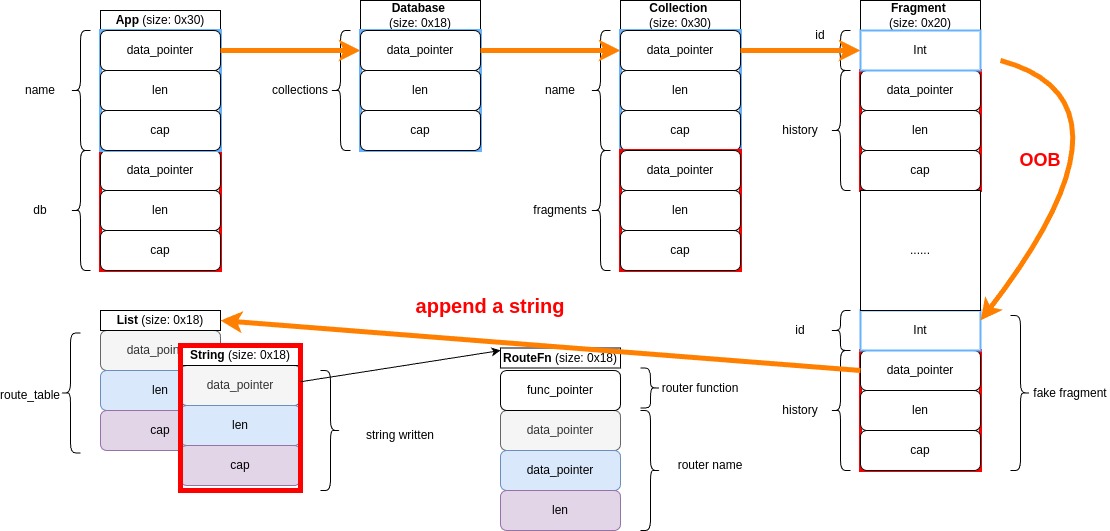 App (size: 0x30)
data_pointer
len
cap
data_pointer
len
cap
name
db
Database
(size: 0x18)
data_pointer
len
cap
collections
Collection
(size: 0x30)
data_pointer
len
cap
data_pointer
len
cap
name
fragments
Fragment
(size: 0x20)
id
Int
data_pointer
len
cap
history
OOB
......
id
Int
data_pointer
len
cap
history
fake fragment
append a string
List (size: 0x18)
data_poin
len
cap
route_table
String (size: 0x18)
data_pointer
len
cap
string written
RouteFn (size: 0x18)
func_pointer
data_pointer
data_pointer
len
router function
router name